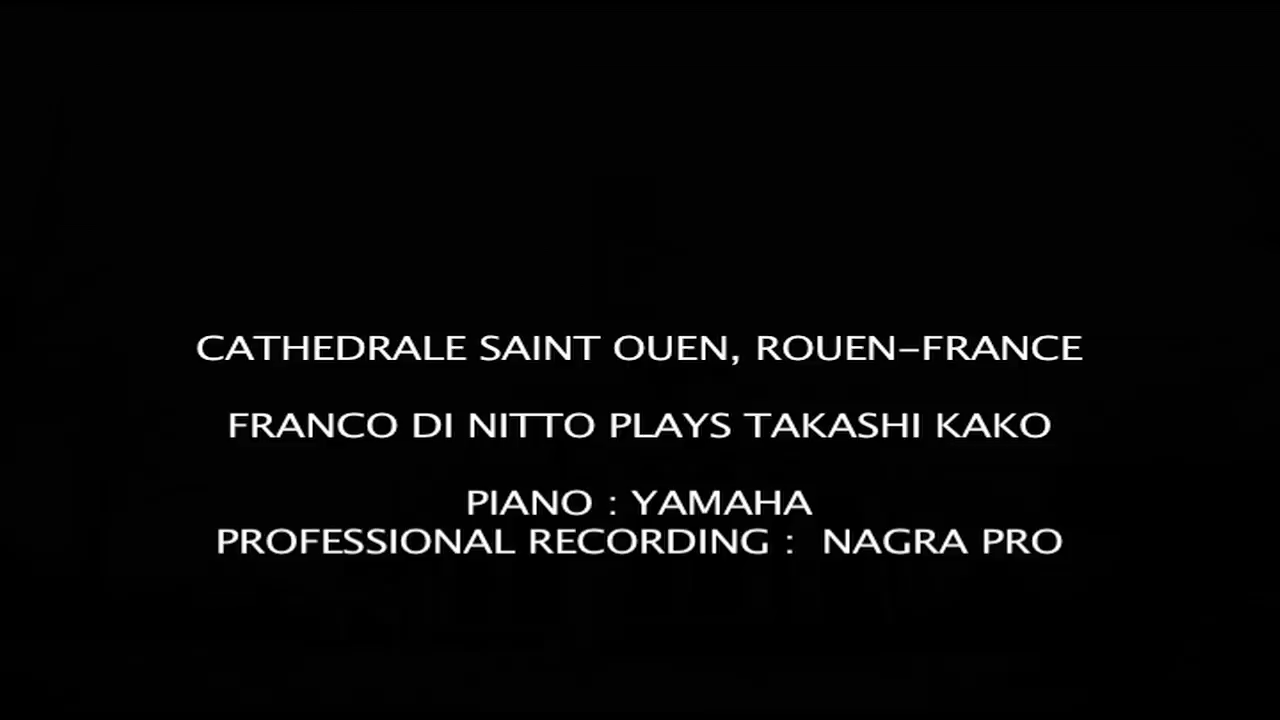 CATHEDRALE SAINT OUEN, ROUEN-FRANCE
FRANCO DI NITTO PLAYS TAKASHI KAKO
PIANO : YAMAHA
PROFESSIONAL RECORDING :  NAGRA PRO